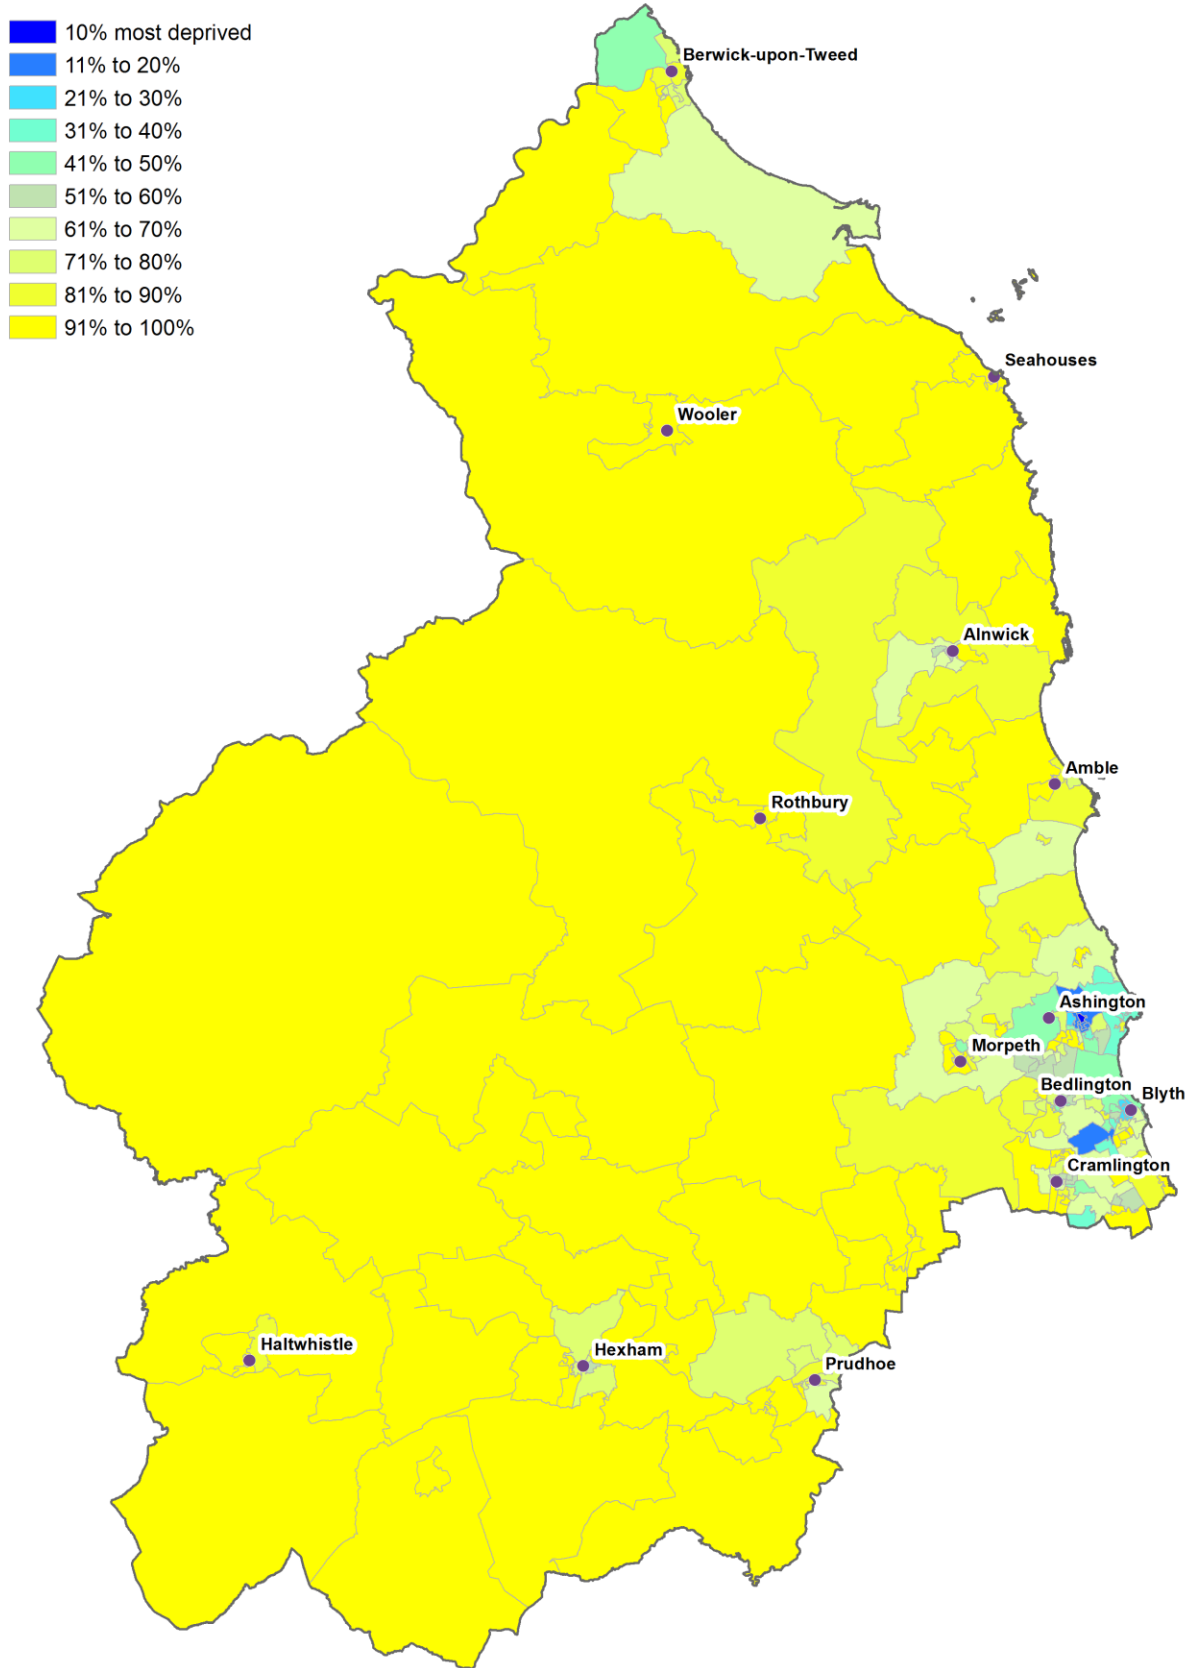 10% most deprived
11% to 20%
21% to 30%
31% to 40%
41% to 50%
51% to 60%
61% to 70%
71% to 80%
81% to 90%
91% to 100%
Berwick-upon-Tweed
Seahouses
Wooler
Alnwick
Amble
Rothbury
Ashington
Morpeth
Bedlington
Blyth
Cramlington
Haltwhistle
Hexham
Prudhoe